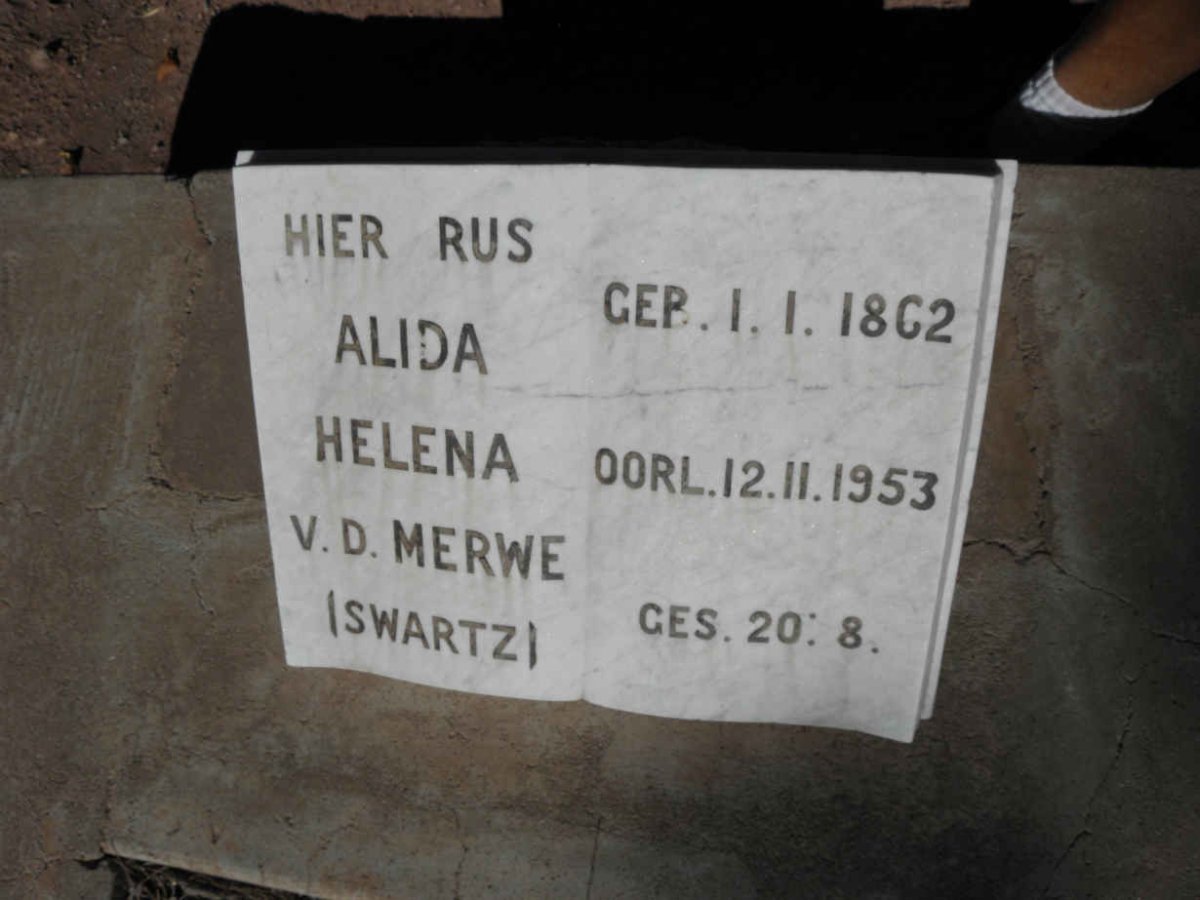 HIER RUS
ALIDA
HELENA
V.D. MERWE
(SWARTZ)
GEB. 1. 1. 1862
OORL. 12.11.1953
GES. 20: 8.